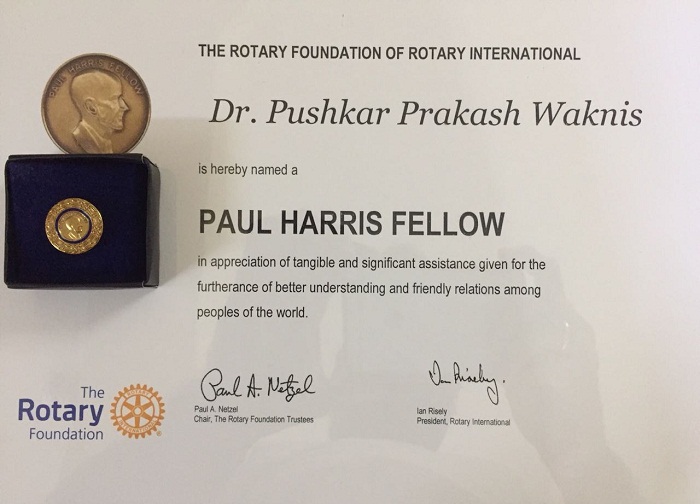 THE ROTARY FOUNDATION OF ROTARY INTERNATIONAL
PAUL HARRIS FELLOW
Dr. Pushkar Prakash Waknis
is hereby named a
PAUL HARRIS FELLOW
in appreciation of tangible and significant assistance given for the
furtherance of better understanding and friendly relations among
peoples of the world.
Paul A. Netzel
Paul A. Netzel
Chair, The Rotary Foundation Trustees
Ian Risely
President, Rotary International
The
Rotary
Foundation